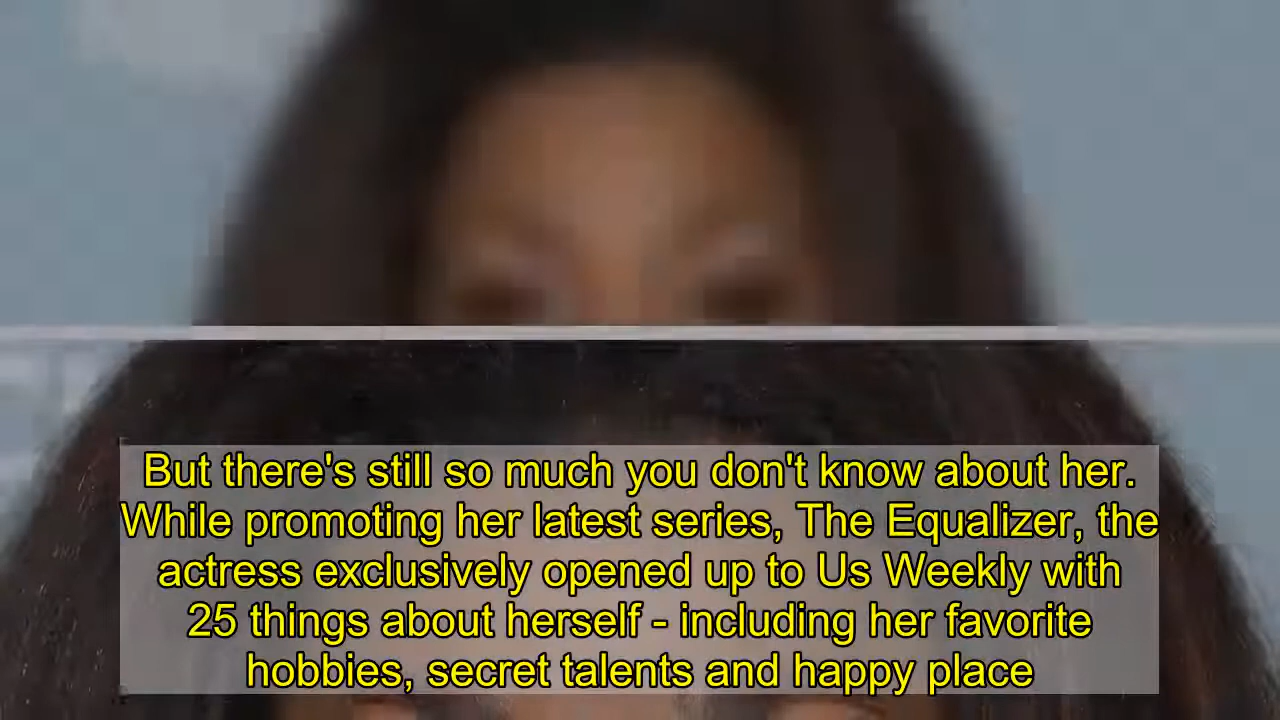 But there's still so much you don't know about her.
While promoting her latest series, The Equalizer, the
actress exclusively opened up to Us Weekly with
25 things about herself - including her favorite
hobbies, secret talents and happy place